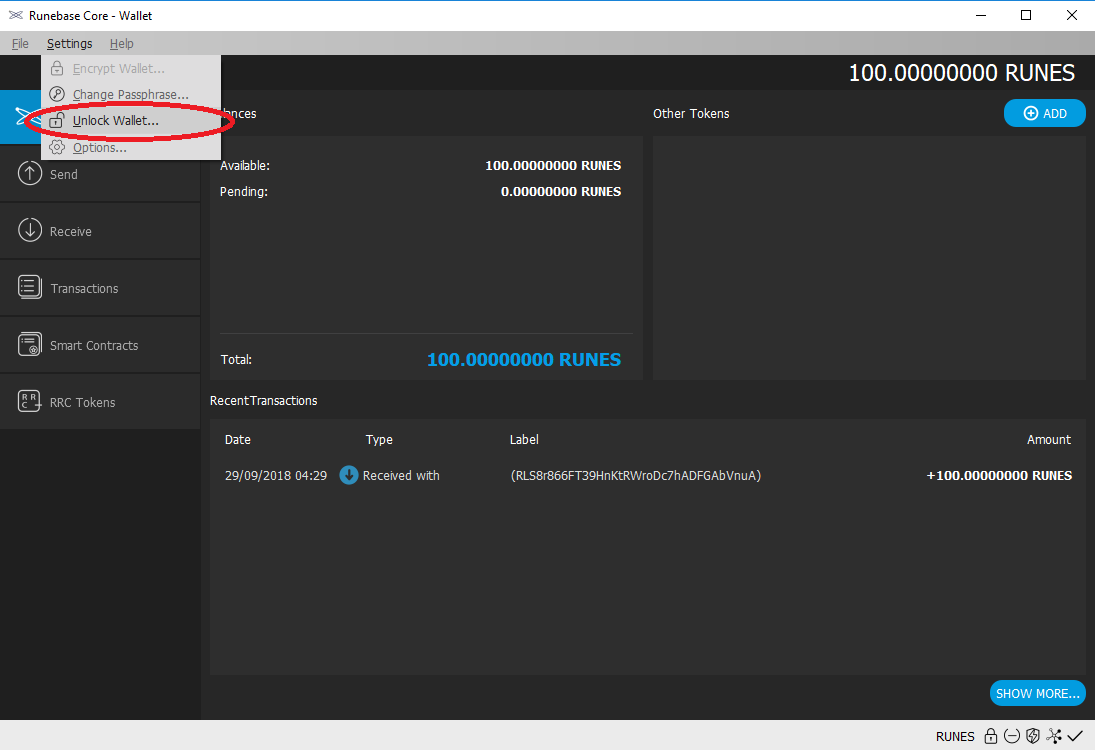 Runebase Core - Wallet
File Settings Help
Encrypt Wallet...
Change Passphrase...
Unlock Wallet...
Options...
100.00000000 RUNES
Other Tokens
ADD
Available: 100.00000000 RUNES
Pending: 0.00000000 RUNES
Total: 100.00000000 RUNES
Send
Receive
Transactions
Smart Contracts
RRC Tokens
RecentTransactions
Date Type Label Amount
29/09/2018 04:29 Received with (RLS8r866FT39HnKtRWroDc7hADFGAbVnuA) +100.00000000 RUNES
SHOW MORE...
RUNES